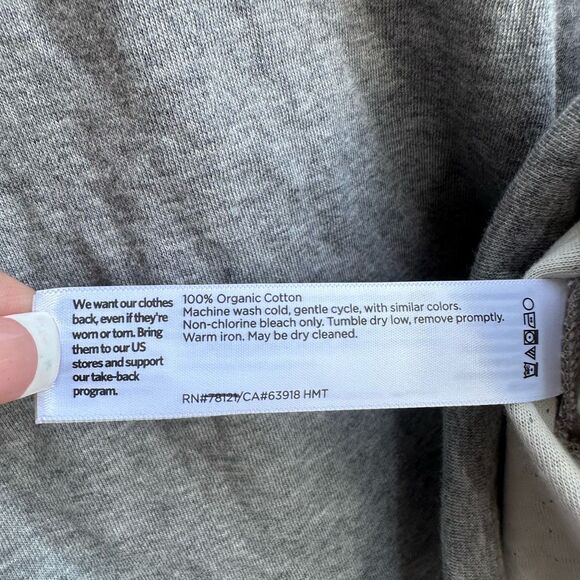 We want our clothes
back, even if they're
worn or torn. Bring
them to our US
stores and support
our take-back
program.
100% Organic Cotton
Machine wash cold, gentle cycle, with similar colors.
Non-chlorine bleach only. Tumble dry low, remove promptly.
Warm iron. May be dry cleaned.
RN#78121/CA#63918 HMT